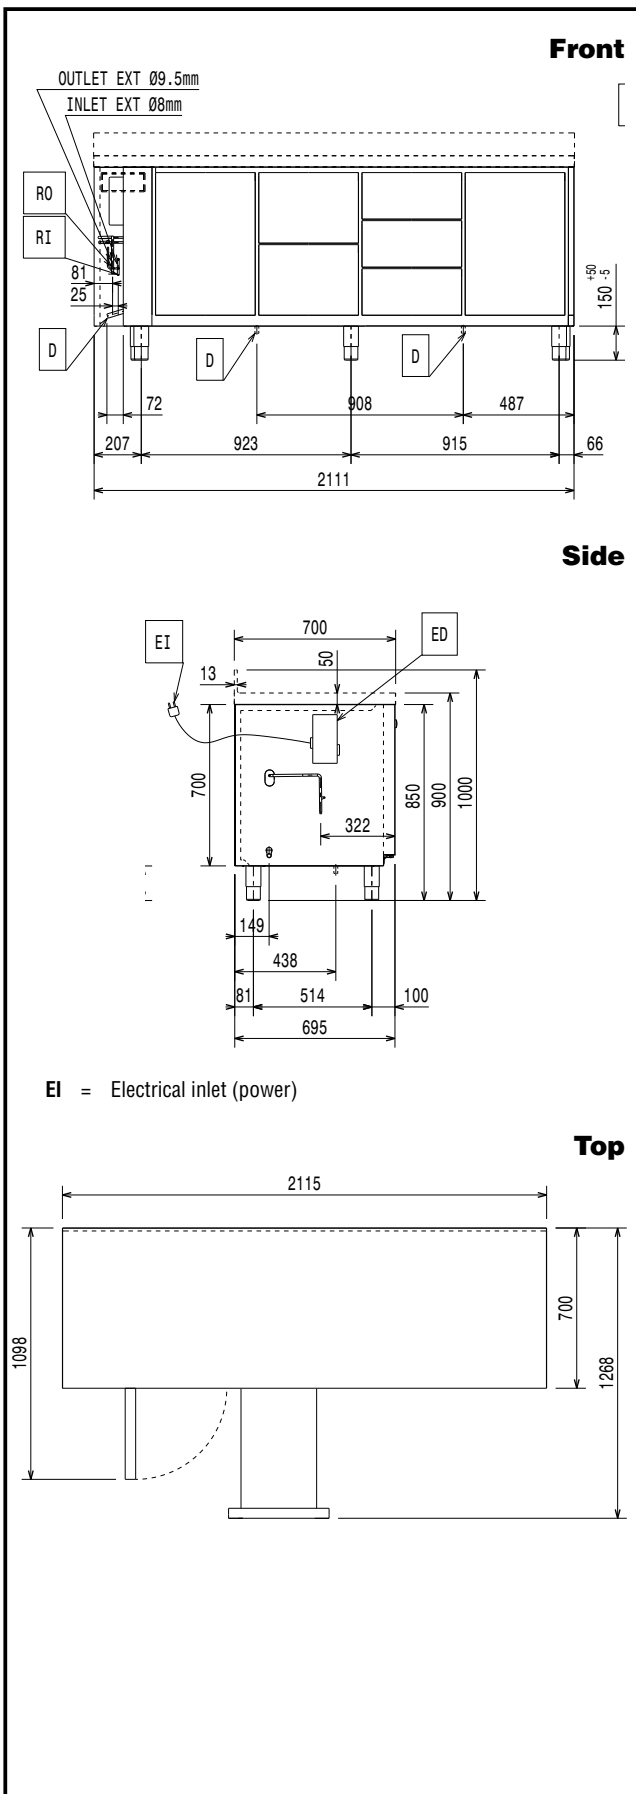 Front
OUTLET EXT Ø9.5mm
INLET EXT Ø8mm
RO
RI
81
25
D
D
D
150 +50 -5
72
908
487
207
923
915
66
2111
Side
EI
ED
700
50
13
700
322
850
900
1000
149
438
81
514
100
695
EI = Electrical inlet (power)
Top
2115
1098
700
1268